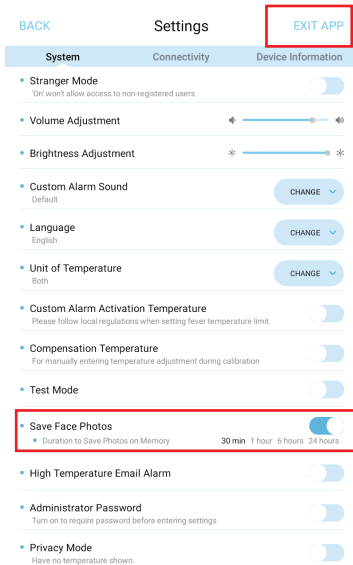 BACK Settings EXIT APP
System Connectivity Device Information
Stranger Mode
'On' won't allow access to non-registered users
Volume Adjustment
Brightness Adjustment
Custom Alarm Sound
Default
CHANGE
Language
English
CHANGE
Unit of Temperature
Both
CHANGE
Custom Alarm Activation Temperature
Please follow local regulations when setting fever temperature limit
Compensation Temperature
For manually entering temperature adjustment during calibration
Test Mode
Save Face Photos
Duration to Save Photos on Memory 30 min 1 hour 6 hours 24 hours
High Temperature Email Alarm
Administrator Password
Turn on to require password before entering settings
Privacy Mode
Have no temperature shown.